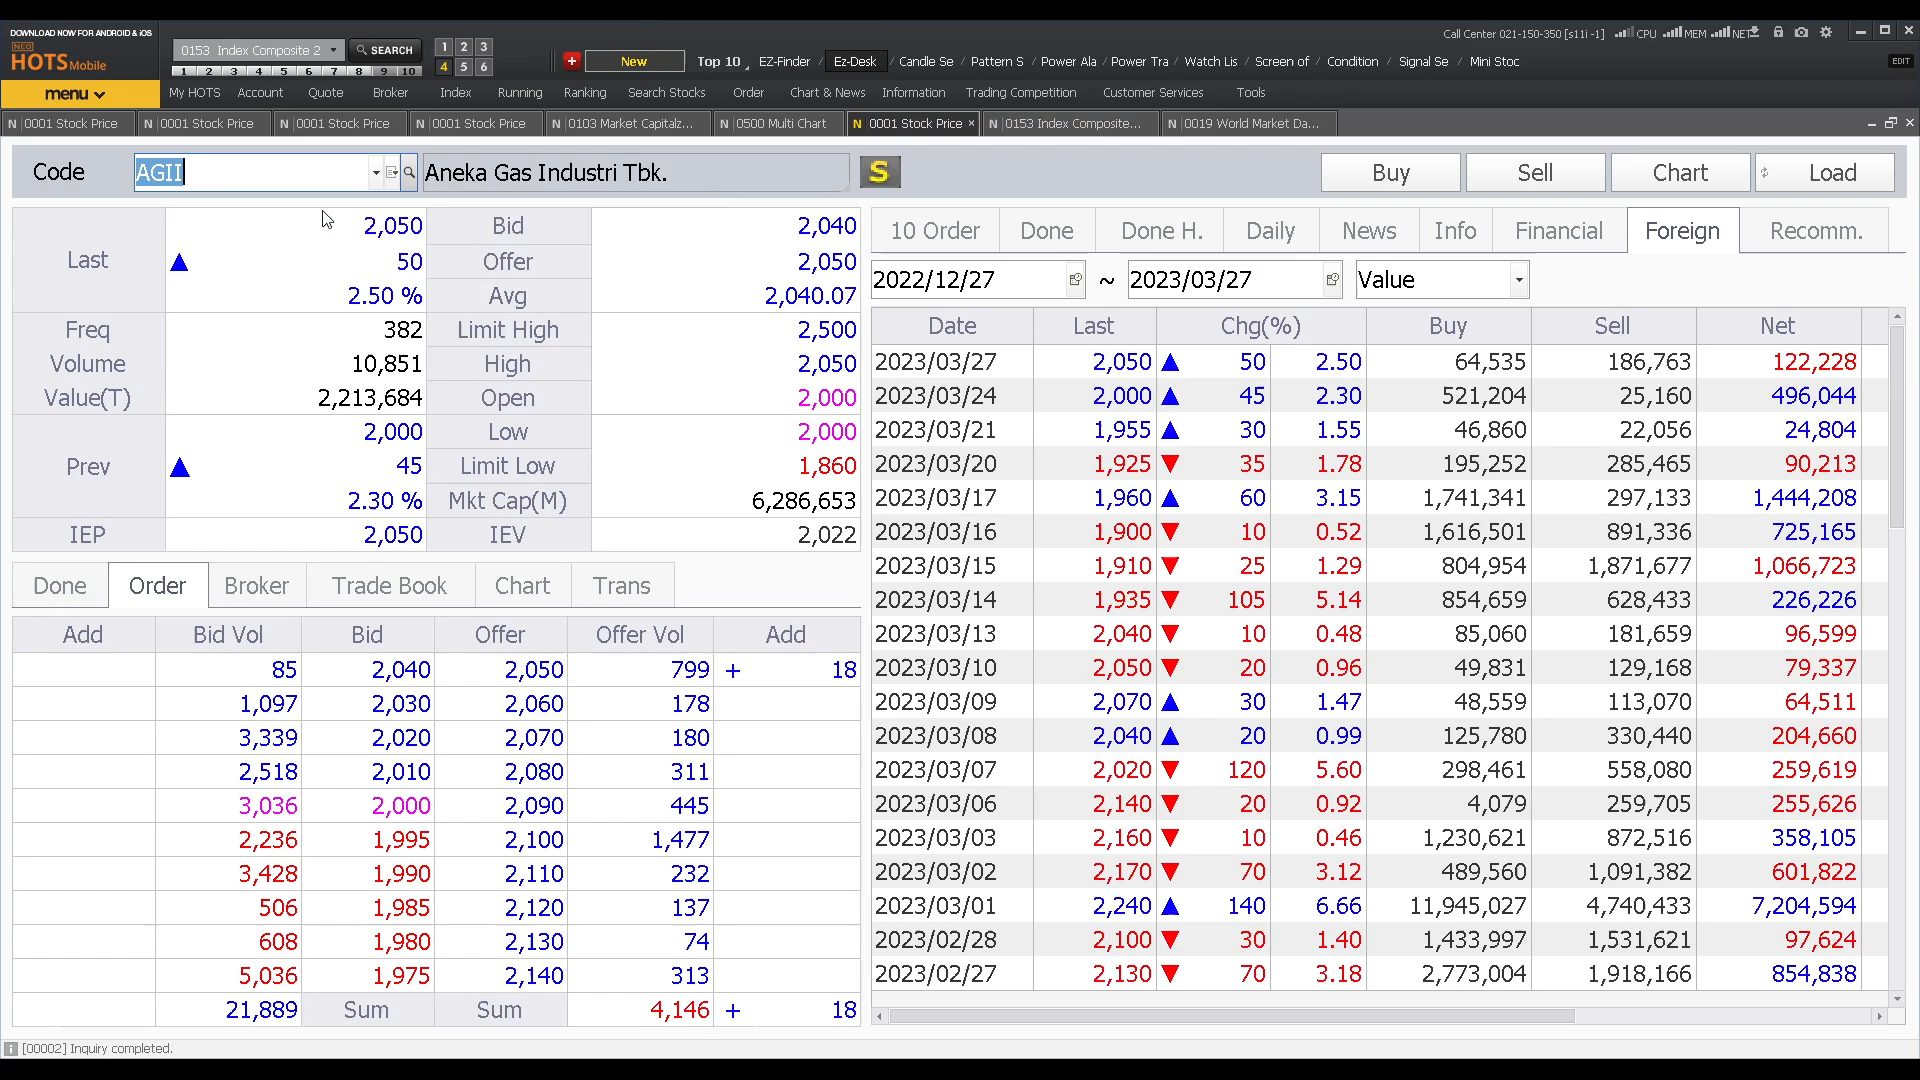 DOWNLOAD NOW FOR ANDROID & iOS
NEO
HOTS Mobile
0153 Index Composite 2
SEARCH
1 2 3
4 5 6
1 2 3 4 5 6 7 8 9 10
New
Top 10 EZ-Finder / Ez-Desk / Candle Se / Pattern S / Power Ala / Power Tra / Watch Lis / Screen of / Condition / Signal Se / Mini Stoc
Call Center 021-150-350 [s11i -1] CPU MEM NET
EDIT
menu
My HOTS Account Quote Broker Index Running Ranking Search Stocks Order Chart & News Information Trading Competition Customer Services Tools
N 0001 Stock Price N 0001 Stock Price N 0001 Stock Price N 0001 Stock Price N 0103 Market Capitalz... N 0500 Multi Chart N 0001 Stock Price × N 0153 Index Composite... N 0019 World Market Da...
Code AGII Aneka Gas Industri Tbk. S Buy Sell Chart Load
Last 2,050 Bid 2,040
▲ 50 Offer 2,050
2.50 % Avg 2,040.07
Freq 382 Limit High 2,500
Volume 10,851 High 2,050
Value(T) 2,213,684 Open 2,000
Prev 2,000 Low 2,000
▲ 45 Limit Low 1,860
2.30 % Mkt Cap(M) 6,286,653
IEP 2,050 IEV 2,022
Done Order Broker Trade Book Chart Trans
Add Bid Vol Bid Offer Offer Vol Add
85 2,040 2,050 799 + 18
1,097 2,030 2,060 178
3,339 2,020 2,070 180
2,518 2,010 2,080 311
3,036 2,000 2,090 445
2,236 1,995 2,100 1,477
3,428 1,990 2,110 232
506 1,985 2,120 137
608 1,980 2,130 74
5,036 1,975 2,140 313
21,889 Sum Sum 4,146 + 18
10 Order Done Done H. Daily News Info Financial Foreign Recomm.
2022/12/27 ~ 2023/03/27 Value
Date Last Chg(%) Buy Sell Net
2023/03/27 2,050 ▲ 50 2.50 64,535 186,763 122,228
2023/03/24 2,000 ▲ 45 2.30 521,204 25,160 496,044
2023/03/21 1,955 ▲ 30 1.55 46,860 22,056 24,804
2023/03/20 1,925 ▼ 35 1.78 195,252 285,465 90,213
2023/03/17 1,960 ▲ 60 3.15 1,741,341 297,133 1,444,208
2023/03/16 1,900 ▼ 10 0.52 1,616,501 891,336 725,165
2023/03/15 1,910 ▼ 25 1.29 804,954 1,871,677 1,066,723
2023/03/14 1,935 ▼ 105 5.14 854,659 628,433 226,226
2023/03/13 2,040 ▼ 10 0.48 85,060 181,659 96,599
2023/03/10 2,050 ▼ 20 0.96 49,831 129,168 79,337
2023/03/09 2,070 ▲ 30 1.47 48,559 113,070 64,511
2023/03/08 2,040 ▲ 20 0.99 125,780 330,440 204,660
2023/03/07 2,020 ▼ 120 5.60 298,461 558,080 259,619
2023/03/06 2,140 ▼ 20 0.92 4,079 259,705 255,626
2023/03/03 2,160 ▼ 10 0.46 1,230,621 872,516 358,105
2023/03/02 2,170 ▼ 70 3.12 489,560 1,091,382 601,822
2023/03/01 2,240 ▲ 140 6.66 11,945,027 4,740,433 7,204,594
2023/02/28 2,100 ▼ 30 1.40 1,433,997 1,531,621 97,624
2023/02/27 2,130 ▼ 70 3.18 2,773,004 1,918,166 854,838
[00002] Inquiry completed.